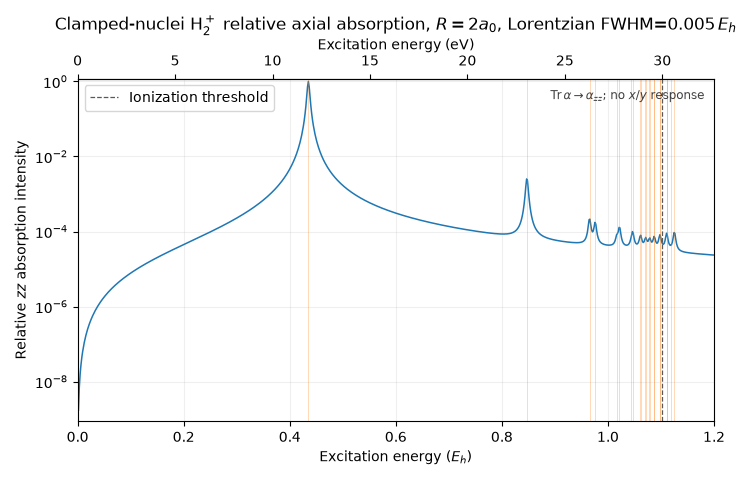 Clamped-nuclei H₂⁺ relative axial absorption, R = 2a₀, Lorentzian FWHM=0.005 Eₕ
Excitation energy (eV)
0 5 10 15 20 25 30
Ionization threshold
Tr α → α_zz; no x/y response
10⁰
10⁻²
10⁻⁴
10⁻⁶
10⁻⁸
Relative zz absorption intensity
0.0 0.2 0.4 0.6 0.8 1.0 1.2
Excitation energy (Eₕ)